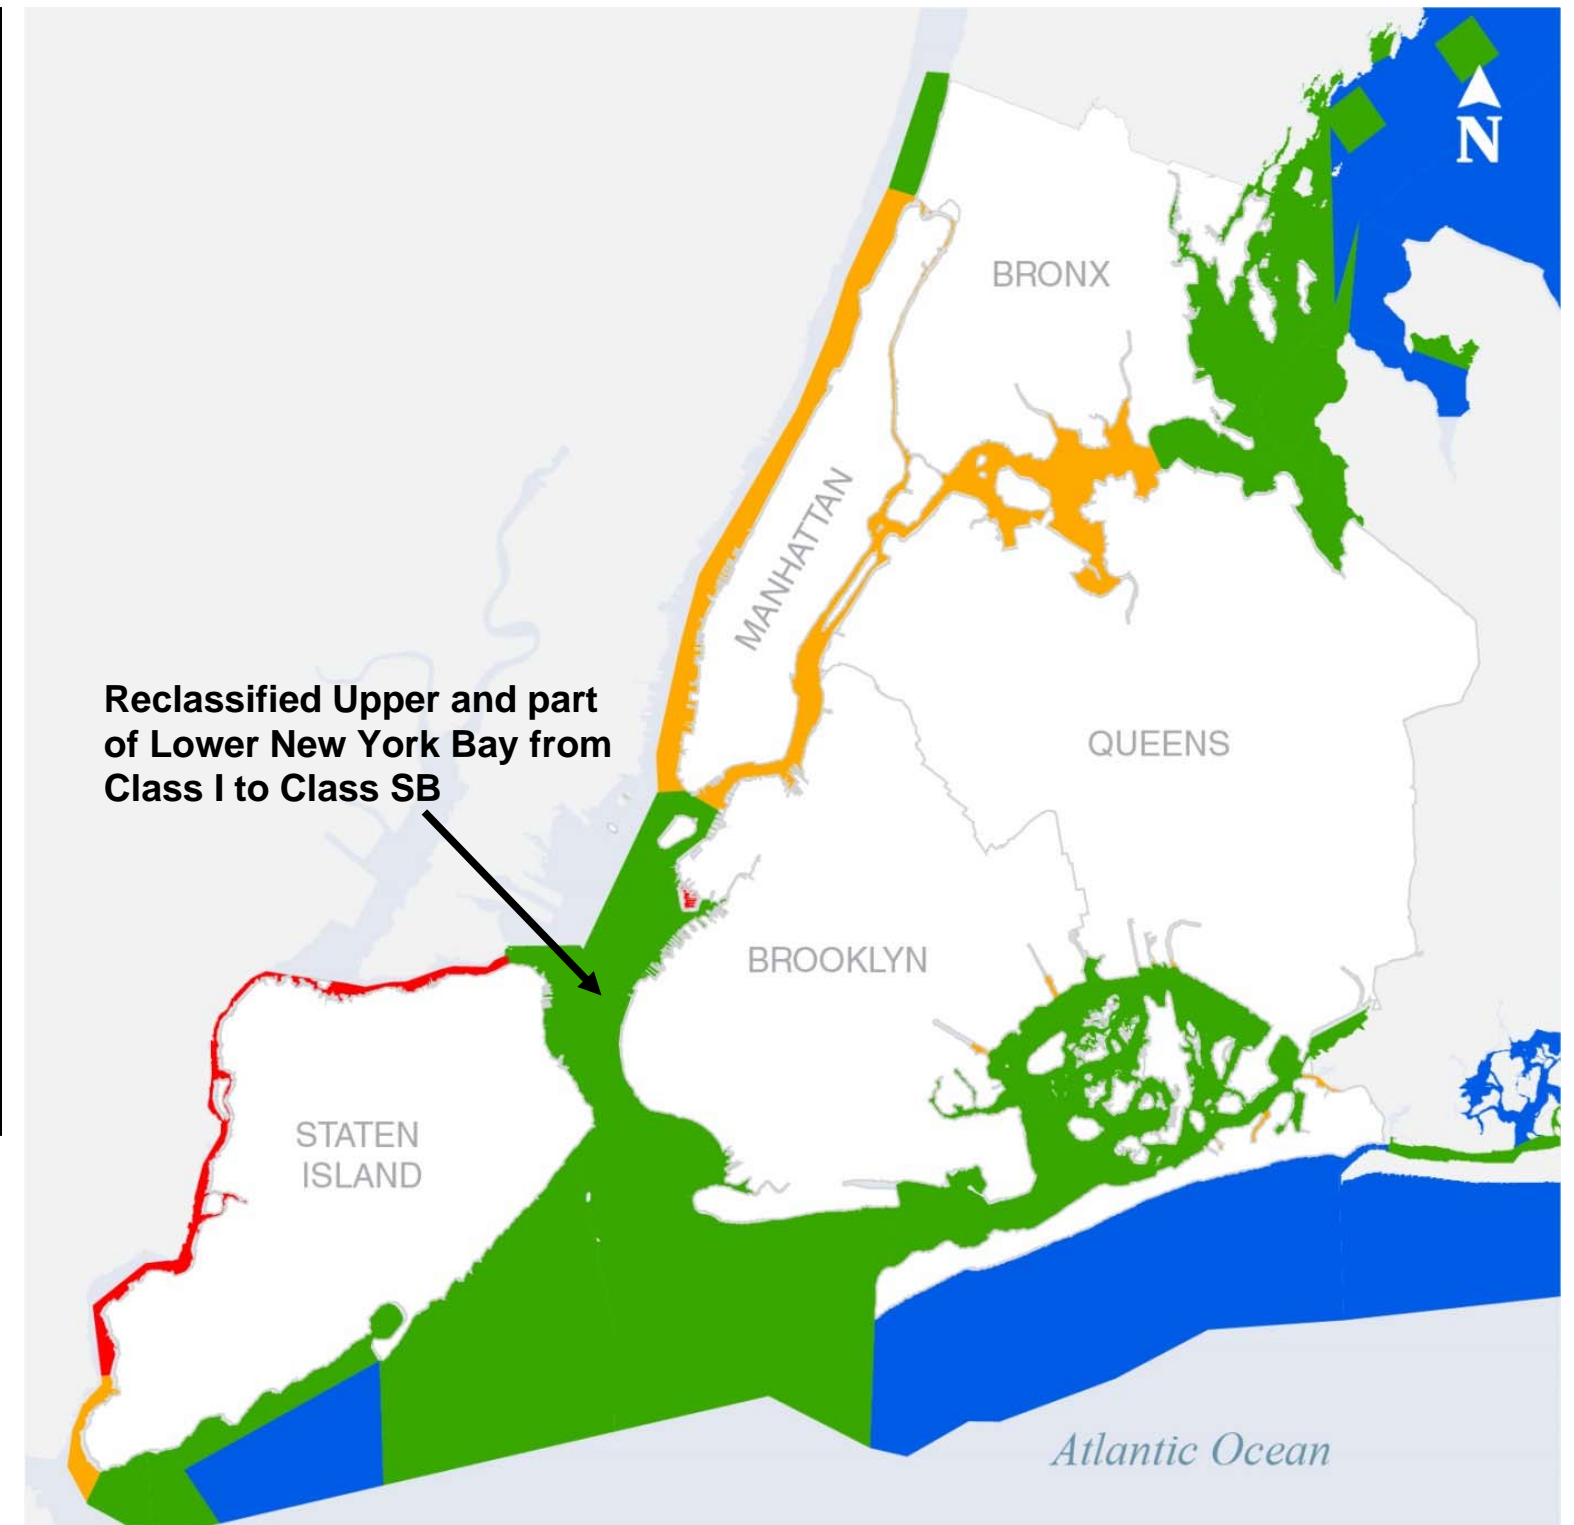 N
BRONX
MANHATTAN
Reclassified Upper and part
of Lower New York Bay from
Class I to Class SB
QUEENS
BROOKLYN
STATEN
ISLAND
Atlantic Ocean